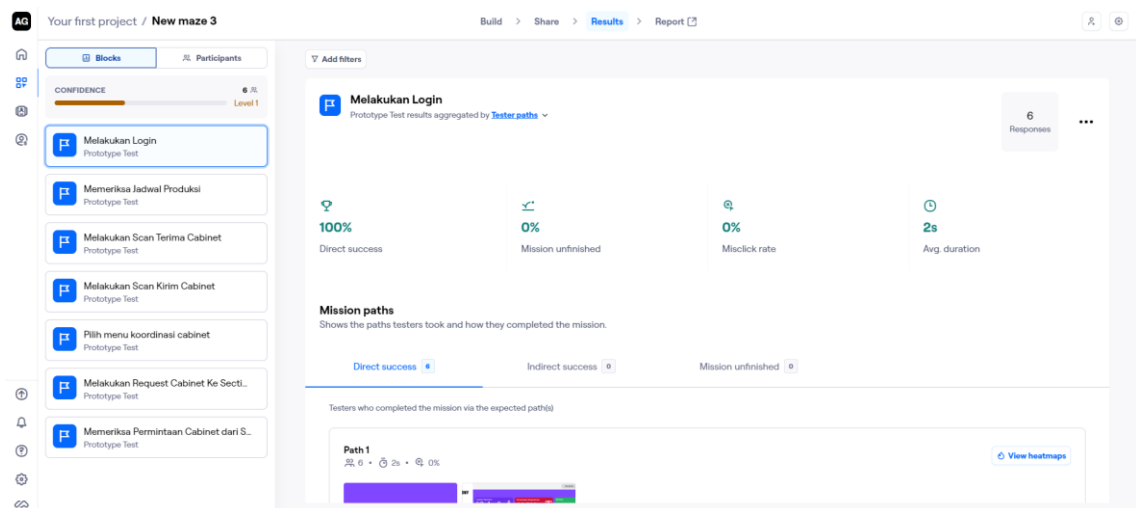 AG
Your first project / New maze 3
Build > Share > Results > Report
Blocks
Participants
CONFIDENCE
6
Level 1
Melakukan Login
Prototype Test
Memeriksa Jadwal Produksi
Prototype Test
Melakukan Scan Terima Cabinet
Prototype Test
Melakukan Scan Kirim Cabinet
Prototype Test
Pilih menu koordinasi cabinet
Prototype Test
Melakukan Request Cabinet Ke Secti...
Prototype Test
Memeriksa Permintaan Cabinet dari S...
Prototype Test
Add filters
Melakukan Login
Prototype Test results aggregated by Tester paths
6
Responses
100%
Direct success
0%
Mission unfinished
0%
Misclick rate
2s
Avg. duration
Mission paths
Shows the paths testers took and how they completed the mission.
Direct success 6
Indirect success 0
Mission unfinished 0
Testers who completed the mission via the expected path(s)
Path 1
6 • 2s • 0%
View heatmaps